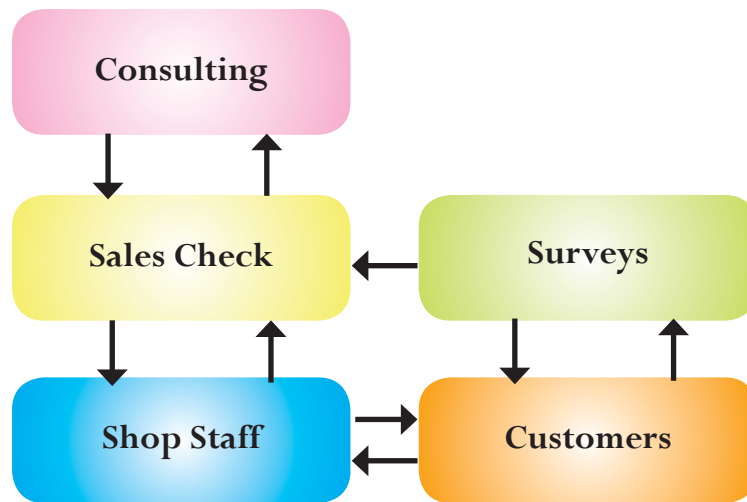 Consulting
Sales Check
Surveys
Shop Staff
Customers